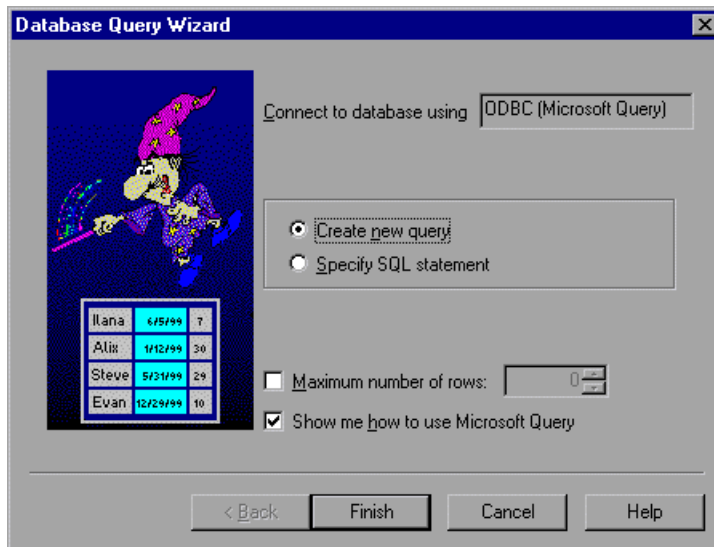 Database Query Wizard
Connect to database using ODBC (Microsoft Query)
Create new query
Specify SQL statement
Ilana 6/5/99 7
Alix 1/12/99 30
Steve 5/31/99 29
Evan 12/29/99 10
Maximum number of rows: 0
Show me how to use Microsoft Query
< Back Finish Cancel Help